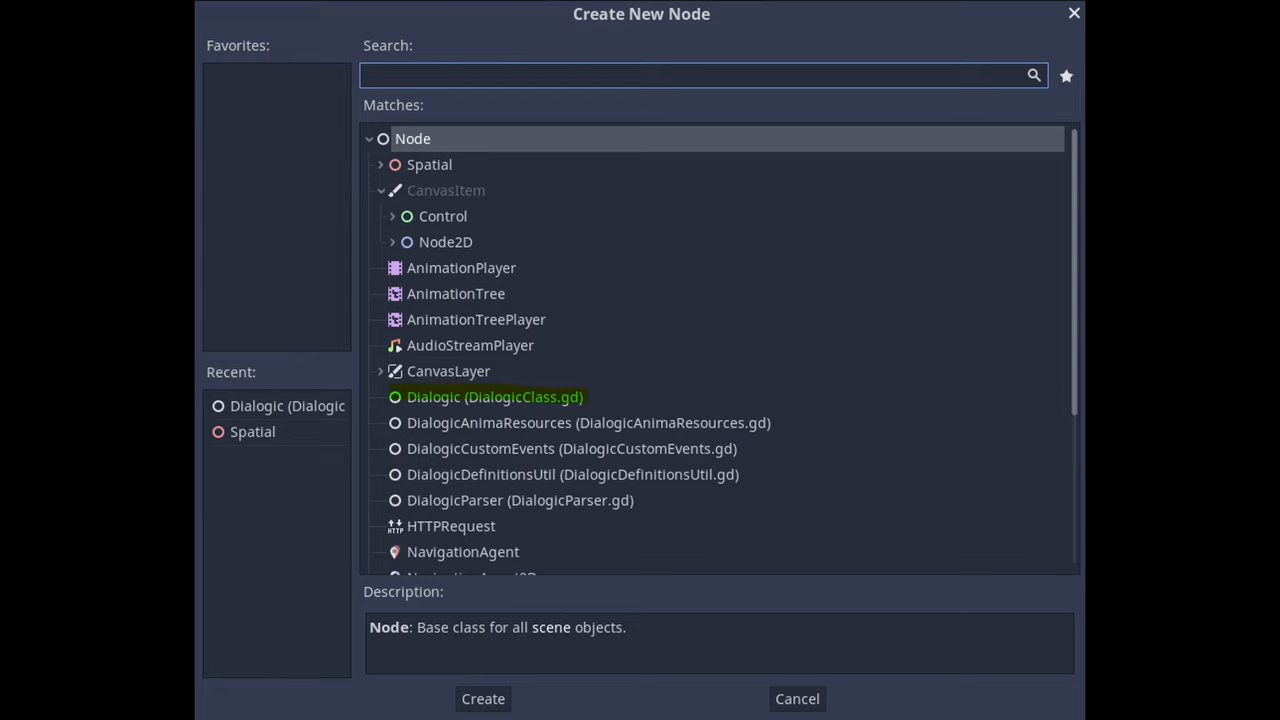 Create New Node
Favorites:
Search:
Matches:
Node
Spatial
CanvasItem
Control
Node2D
AnimationPlayer
AnimationTree
AnimationTreePlayer
AudioStreamPlayer
CanvasLayer
Dialogic (DialogicClass.gd)
DialogicAnimaResources (DialogicAnimaResources.gd)
DialogicCustomEvents (DialogicCustomEvents.gd)
DialogicDefinitionsUtil (DialogicDefinitionsUtil.gd)
DialogicParser (DialogicParser.gd)
HTTPRequest
NavigationAgent
Recent:
Dialogic (Dialogic
Spatial
Description:
Node: Base class for all scene objects.
Create
Cancel